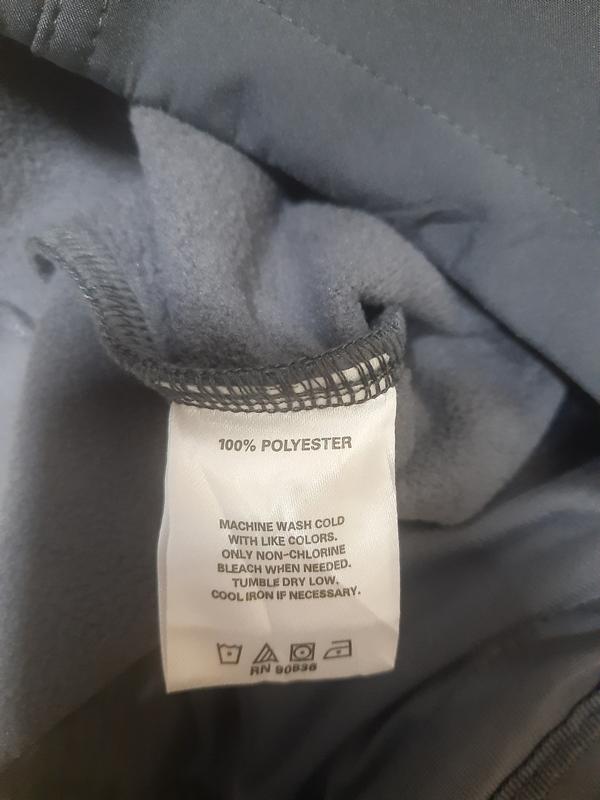 100% POLYESTER
MACHINE WASH COLD
WITH LIKE COLORS.
ONLY NON-CHLORINE
BLEACH WHEN NEEDED.
TUMBLE DRY LOW.
COOL IRON IF NECESSARY.
RN 90836